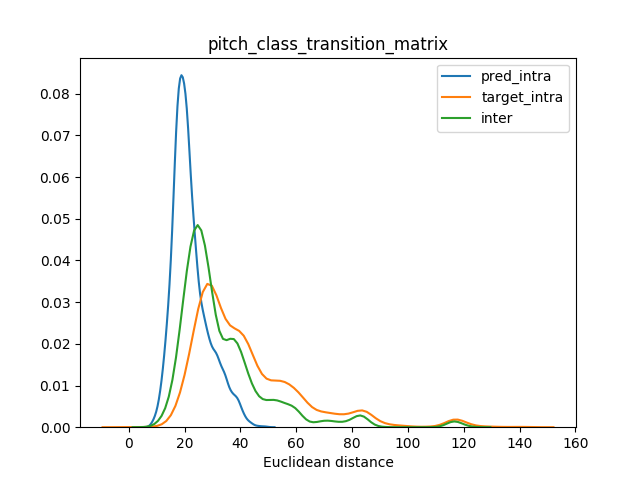 pitch_class_transition_matrix
pred_intra
target_intra
inter
0.08
0.07
0.06
0.05
0.04
0.03
0.02
0.01
0.00
0 20 40 60 80 100 120 140 160
Euclidean distance